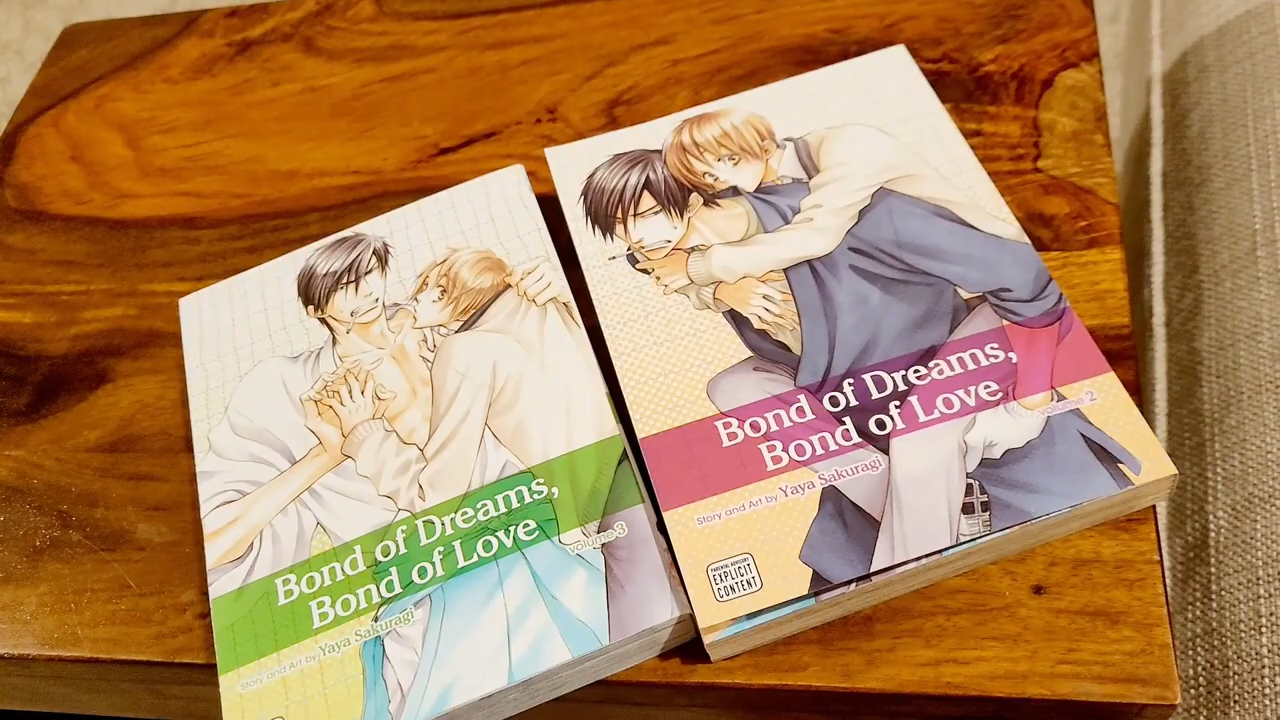 Bond of Dreams,
Bond of Love
volume 3
Story and Art by Yaya Sakuragi
Bond of Dreams,
Bond of Love
volume 2
Story and Art by Yaya Sakuragi
PARENTAL ADVISORY
EXPLICIT
CONTENT